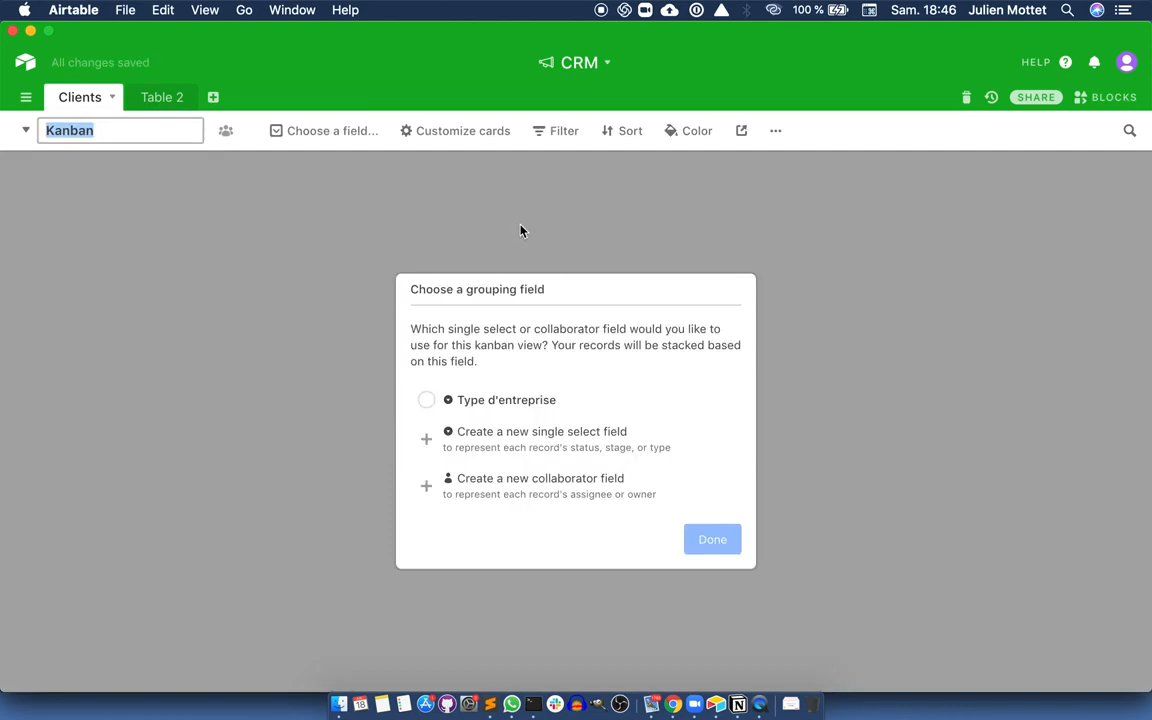 Airtable File Edit View Go Window Help 100 % Sam. 18:46 Julien Mottet
All changes saved CRM HELP
Clients Table 2 SHARE BLOCKS
Kanban Choose a field... Customize cards Filter Sort Color
Choose a grouping field
Which single select or collaborator field would you like to
use for this kanban view? Your records will be stacked based
on this field.
Type d'entreprise
Create a new single select field
to represent each record's status, stage, or type
Create a new collaborator field
to represent each record's assignee or owner
Done